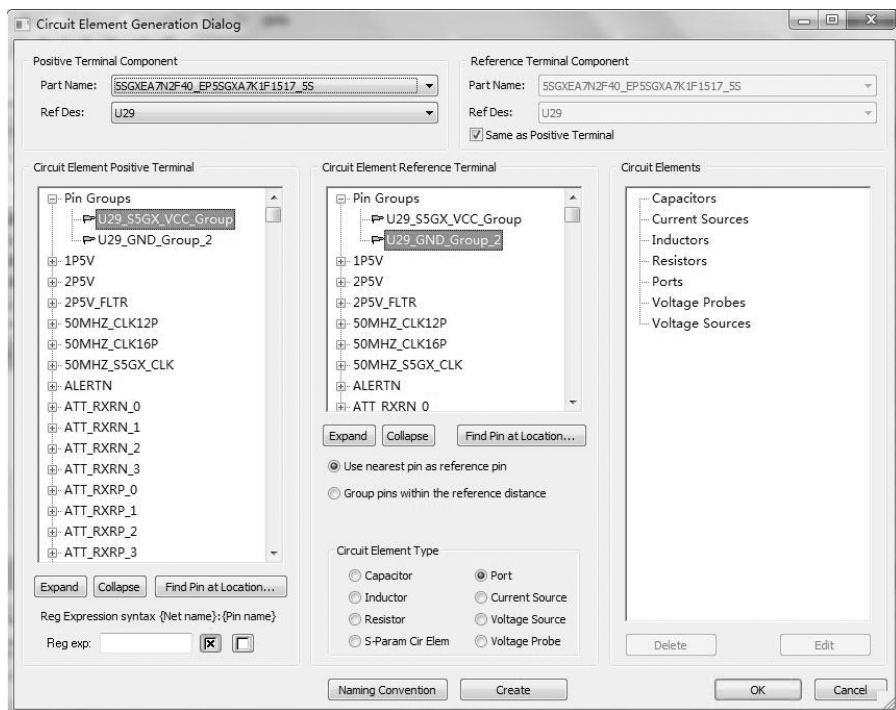 Circuit Element Generation Dialog
Positive Terminal Component
Part Name: 5SGXEA7N2F40_EP5SGXA7K1F1517_5S
Ref Des: U29
Reference Terminal Component
Part Name: 5SGXEA7N2F40_EP5SGXA7K1F1517_5S
Ref Des: U29
Same as Positive Terminal
Circuit Element Positive Terminal
Pin Groups
U29_S5GX_VCC_Group
U29_GND_Group_2
1P5V
2P5V
2P5V_FLTR
50MHZ_CLK12P
50MHZ_CLK16P
50MHZ_S5GX_CLK
ALERTN
ATT_RXRN_0
ATT_RXRN_1
ATT_RXRN_2
ATT_RXRN_3
ATT_RXRP_0
ATT_RXRP_1
ATT_RXRP_2
ATT_RXRP_3
Expand Collapse Find Pin at Location...
Reg Expression syntax {Net name}:{Pin name}
Reg exp:
Circuit Element Reference Terminal
Pin Groups
U29_S5GX_VCC_Group
U29_GND_Group_2
1P5V
2P5V
2P5V_FLTR
50MHZ_CLK12P
50MHZ_CLK16P
50MHZ_S5GX_CLK
ALERTN
ATT_RXRN_0
Expand Collapse Find Pin at Location...
Use nearest pin as reference pin
Group pins within the reference distance
Circuit Element Type
Capacitor Port
Inductor Current Source
Resistor Voltage Source
S-Param Cir Elem Voltage Probe
Circuit Elements
Capacitors
Current Sources
Inductors
Resistors
Ports
Voltage Probes
Voltage Sources
Delete Edit
Naming Convention Create OK Cancel